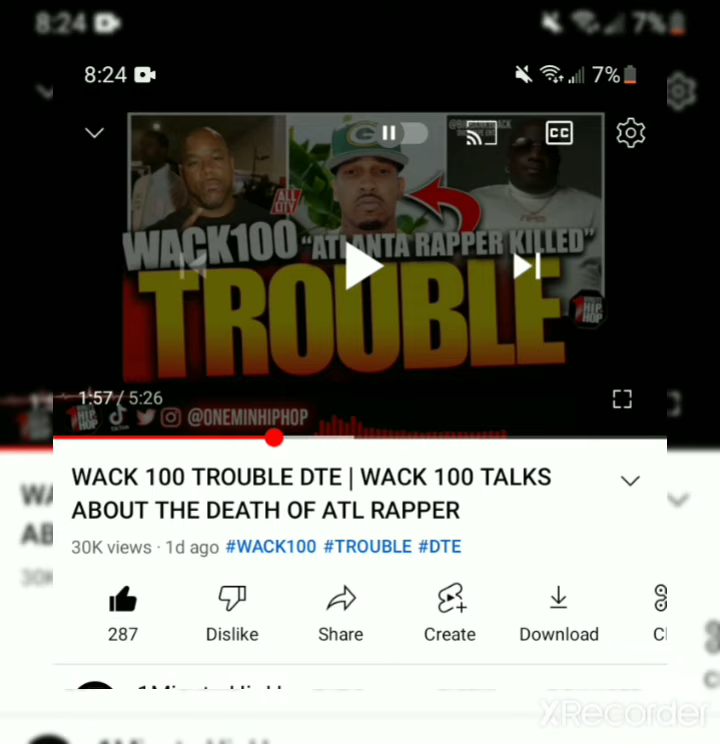 8:24
7%
8:24
7%
CC
ALL
CITY
WACK100 "ATLANTA RAPPER KILLED"
TROUBLE
1:57 / 5:26
@ONEMINHIPHOP
WACK 100 TROUBLE DTE | WACK 100 TALKS
ABOUT THE DEATH OF ATL RAPPER
30K views · 1d ago #WACK100 #TROUBLE #DTE
287
Dislike
Share
Create
Download
XRecorder